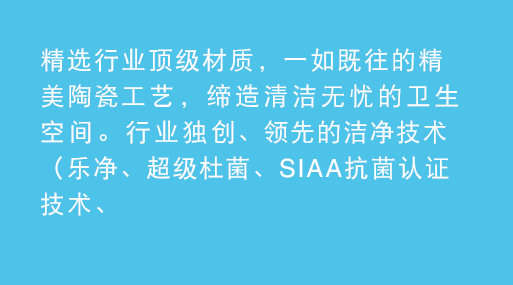 精选行业顶级材质，一如既往的精
美陶瓷工艺，缔造清洁无忧的卫生
空间。行业独创、领先的洁净技术
（乐净、超级杜菌、SIAA抗菌认证
技术、